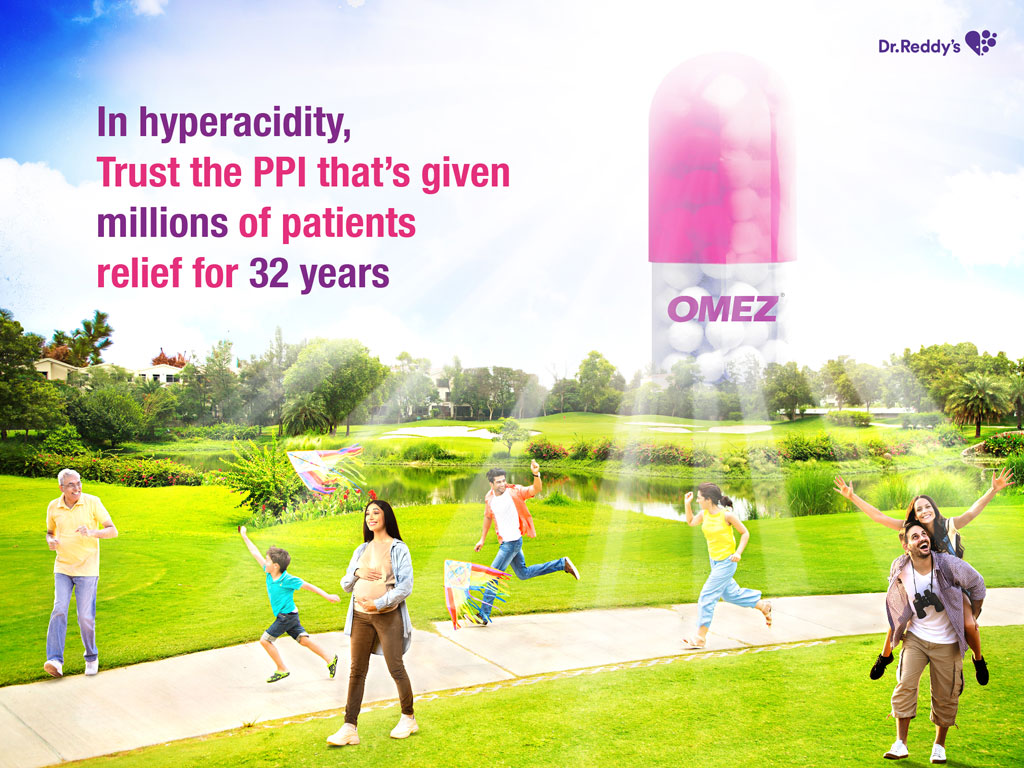 Dr.Reddy's
In hyperacidity,
Trust the PPI that's given
millions of patients
relief for 32 years
OMEZ®